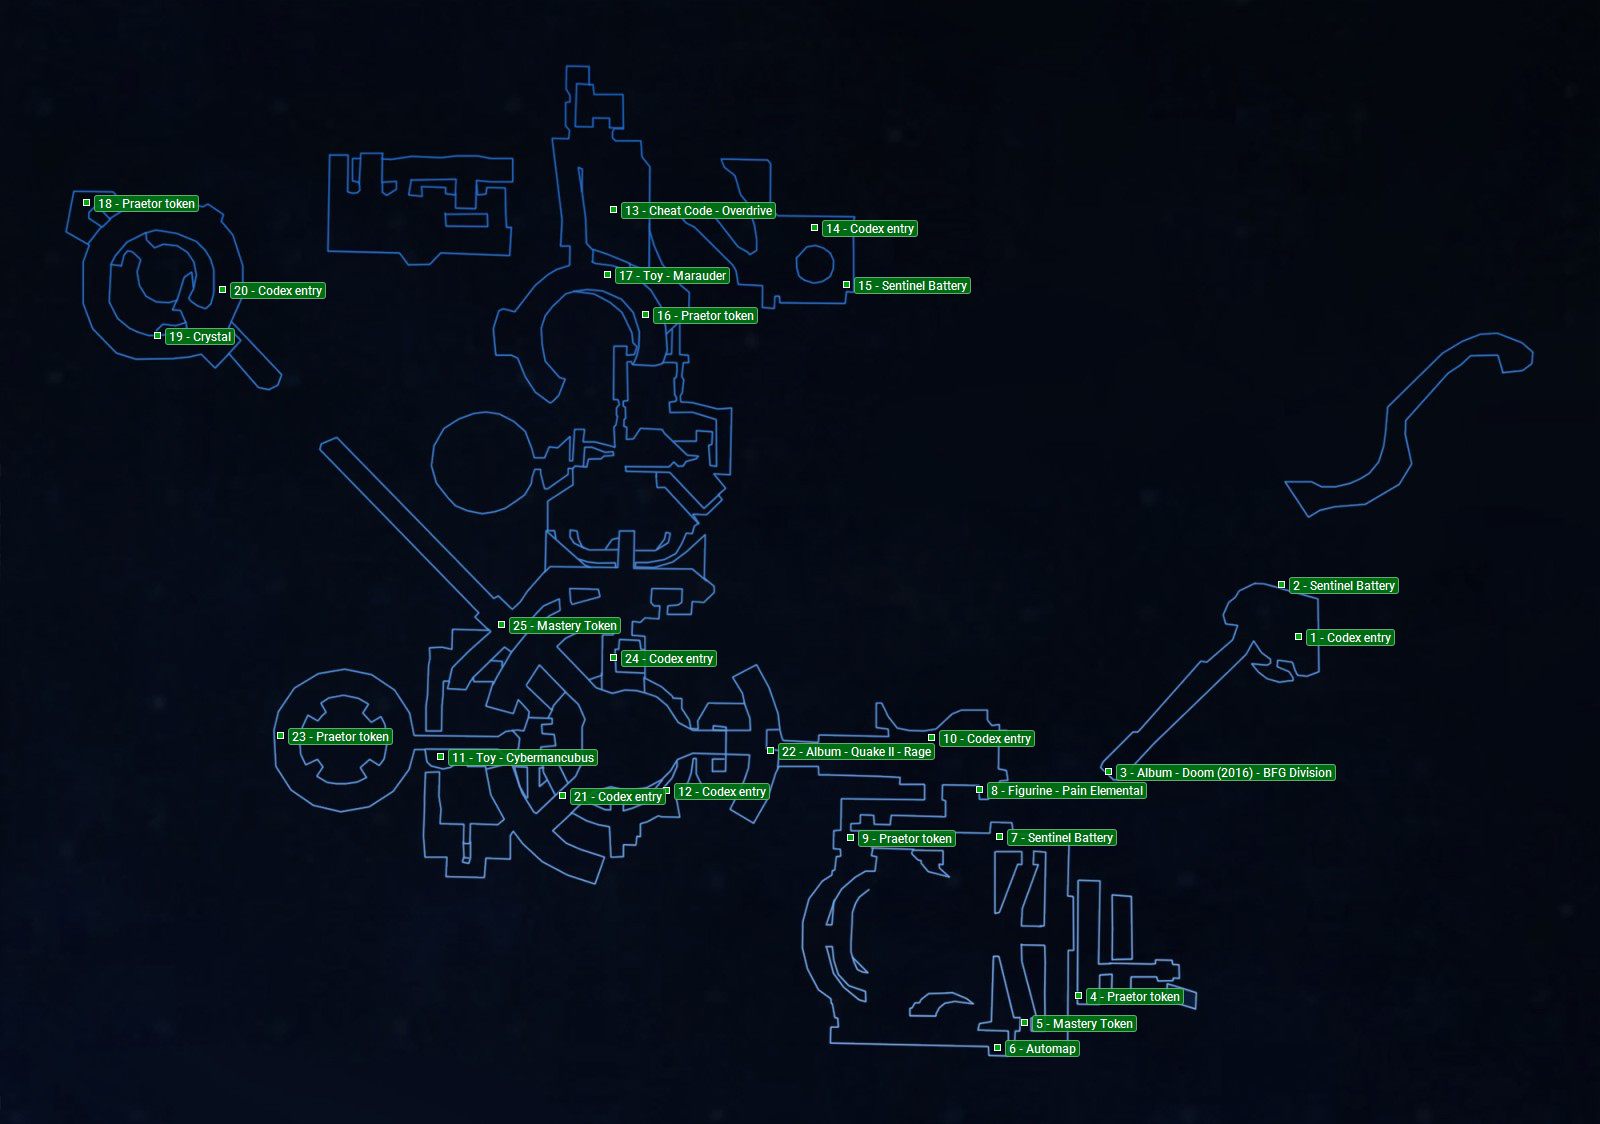 18 - Praetor token
13 - Cheat Code - Overdrive
14 - Codex entry
17 - Toy - Marauder
15 - Sentinel Battery
20 - Codex entry
16 - Praetor token
19 - Crystal
2 - Sentinel Battery
25 - Mastery Token
1 - Codex entry
24 - Codex entry
23 - Praetor token
10 - Codex entry
22 - Album - Quake II - Rage
11 - Toy - Cybermancubus
3 - Album - Doom (2016) - BFG Division
8 - Figurine - Pain Elemental
12 - Codex entry
21 - Codex entry
7 - Sentinel Battery
9 - Praetor token
4 - Praetor token
5 - Mastery Token
6 - Automap